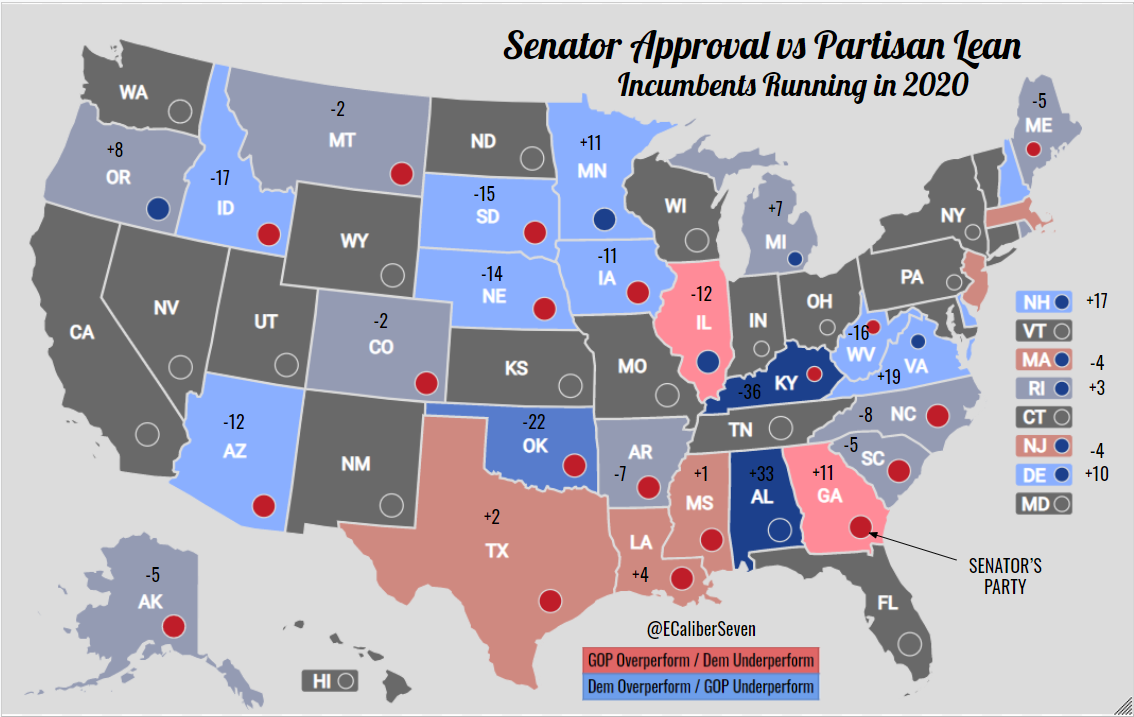 Senator Approval vs Partisan Lean
Incumbents Running in 2020
WA
-2
MT
ND
+11
MN
-5
ME
+8
OR
-17
ID
-15
SD
WI
+7
MI
NY
WY
-14
NE
-11
IA
PA
NV
UT
-2
CO
-12
IL
IN
OH
-16
WV
VA
+19
CA
KS
MO
-36
KY
-12
AZ
NM
-22
OK
AR
-7
TN
-8
NC
-5
SC
+1
MS
+33
AL
+11
GA
+2
TX
LA
+4
FL
-5
AK
HI
NH +17
VT
MA -4
RI +3
CT
NJ -4
DE +10
MD
SENATOR'S
PARTY
@ECaliberSeven
GOP Overperform / Dem Underperform
Dem Overperform / GOP Underperform